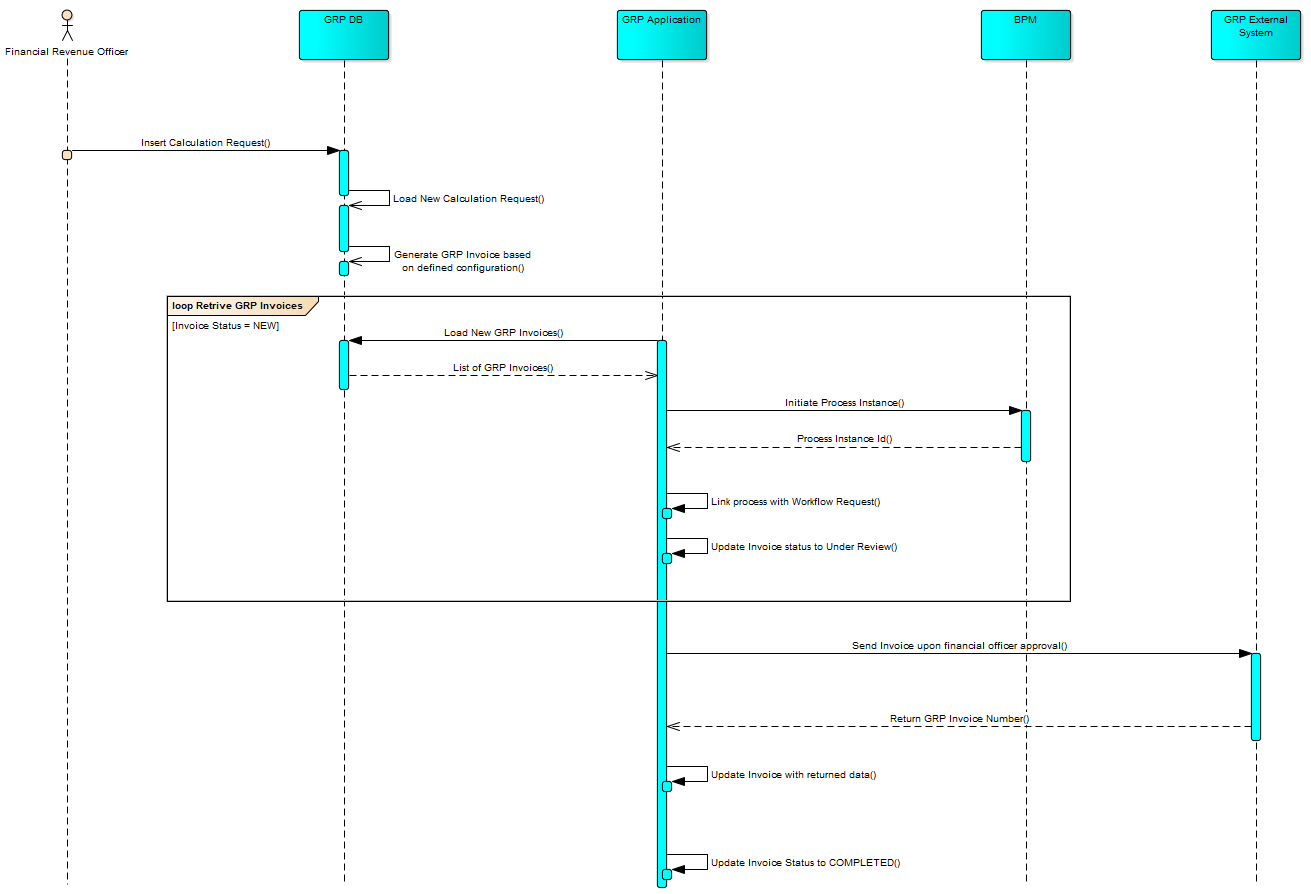 Financial Revenue Officer
GRP DB
GRP Application
BPM
GRP External
System
Insert Calculation Request()
Load New Calculation Request()
Generate GRP Invoice based
on defined configuration()
loop Retrive GRP Invoices
[Invoice Status = NEW]
Load New GRP Invoices()
List of GRP Invoices()
Initiate Process Instance()
Process Instance Id()
Link process with Workflow Request()
Update Invoice status to Under Review()
Send Invoice upon financial officer approval()
Return GRP Invoice Number()
Update Invoice with returned data()
Update Invoice Status to COMPLETED()